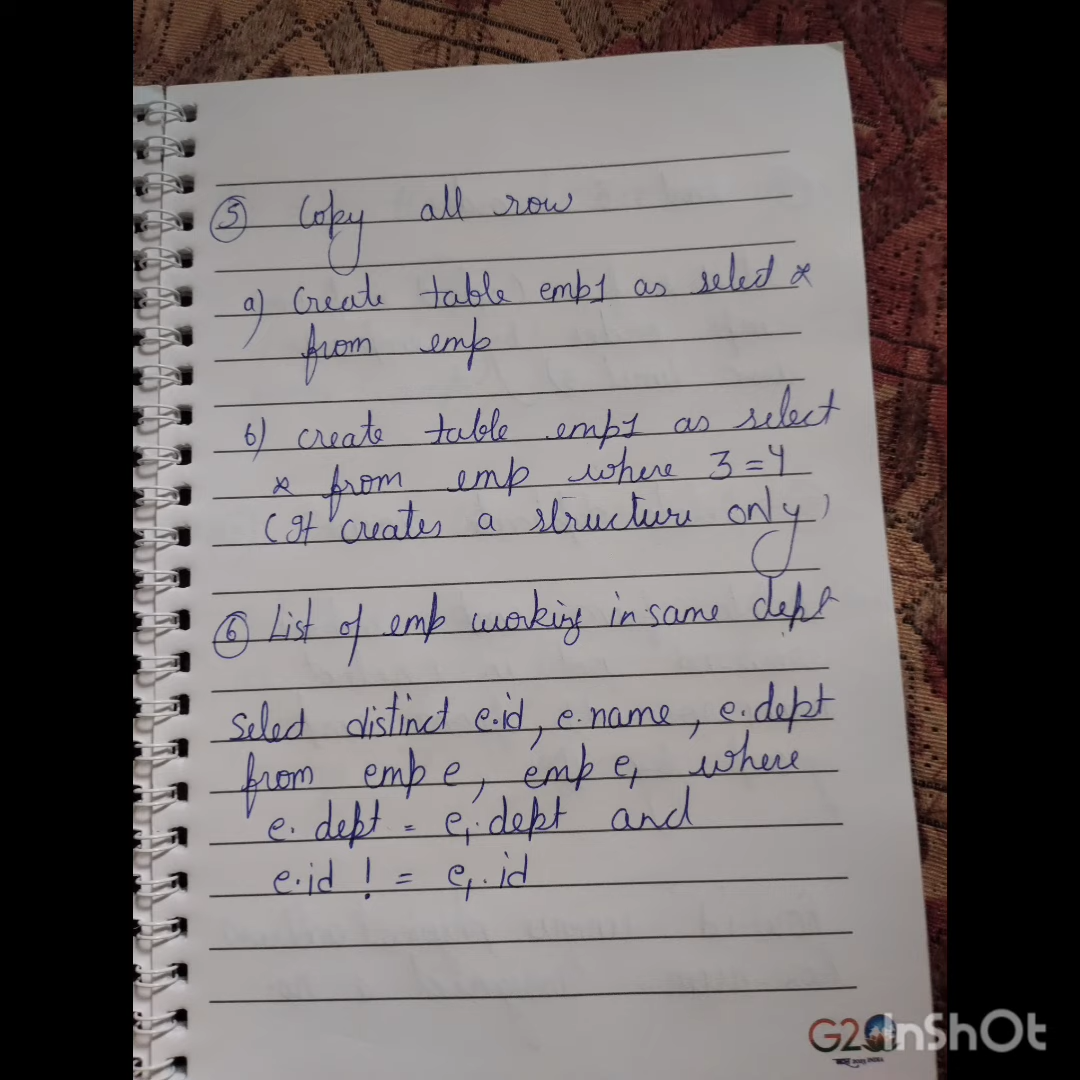 ⑤ Copy all row
a) Create table emp1 as select *
from emp
b) create table emp1 as select
* from emp where 3=4
(It creates a structure only)
⑥ List of emp working in same dept
Select distinct e.id, e.name, e.dept
from emp e, emp e1 where
e.dept = e1.dept and
e.id != e1.id
G20
InShOt